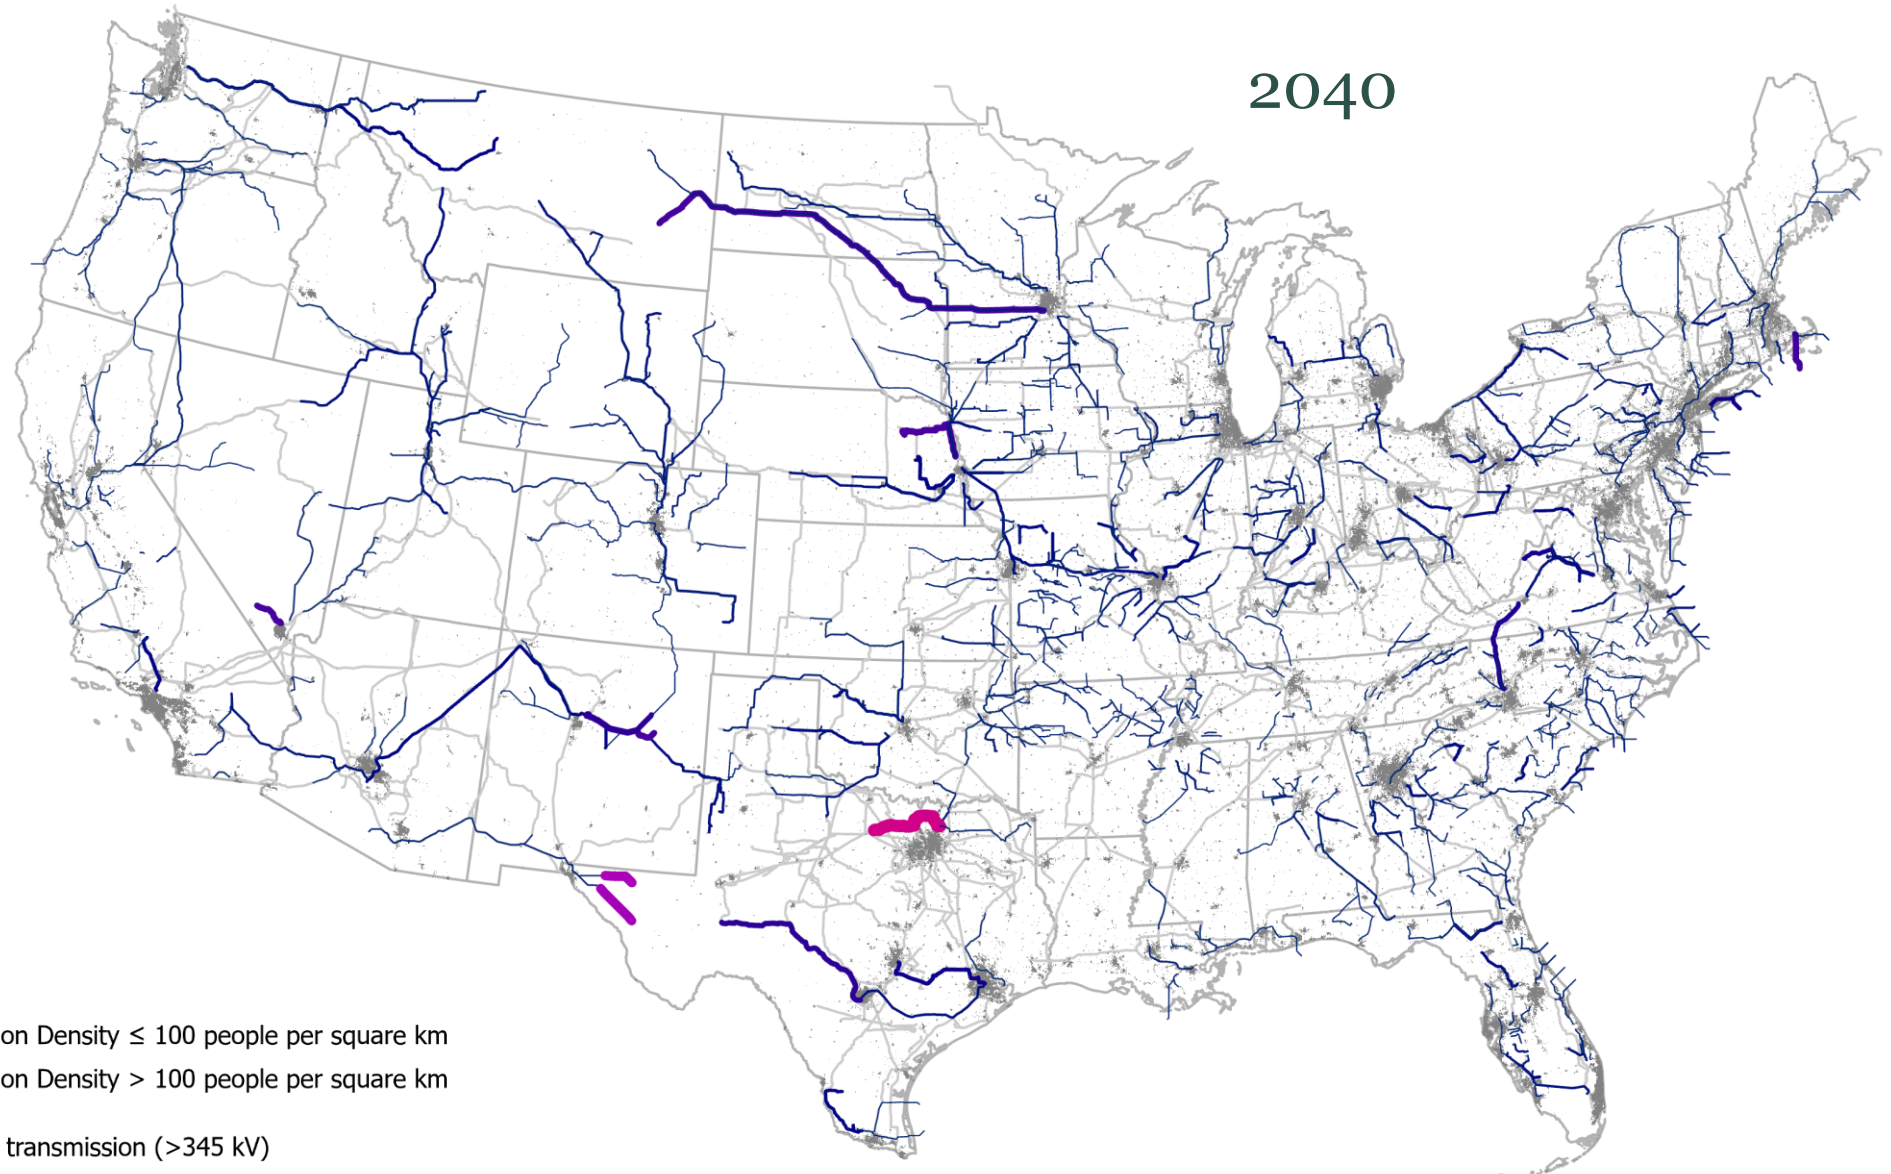 2040
on Density ≤ 100 people per square km
on Density > 100 people per square km
transmission (>345 kV)